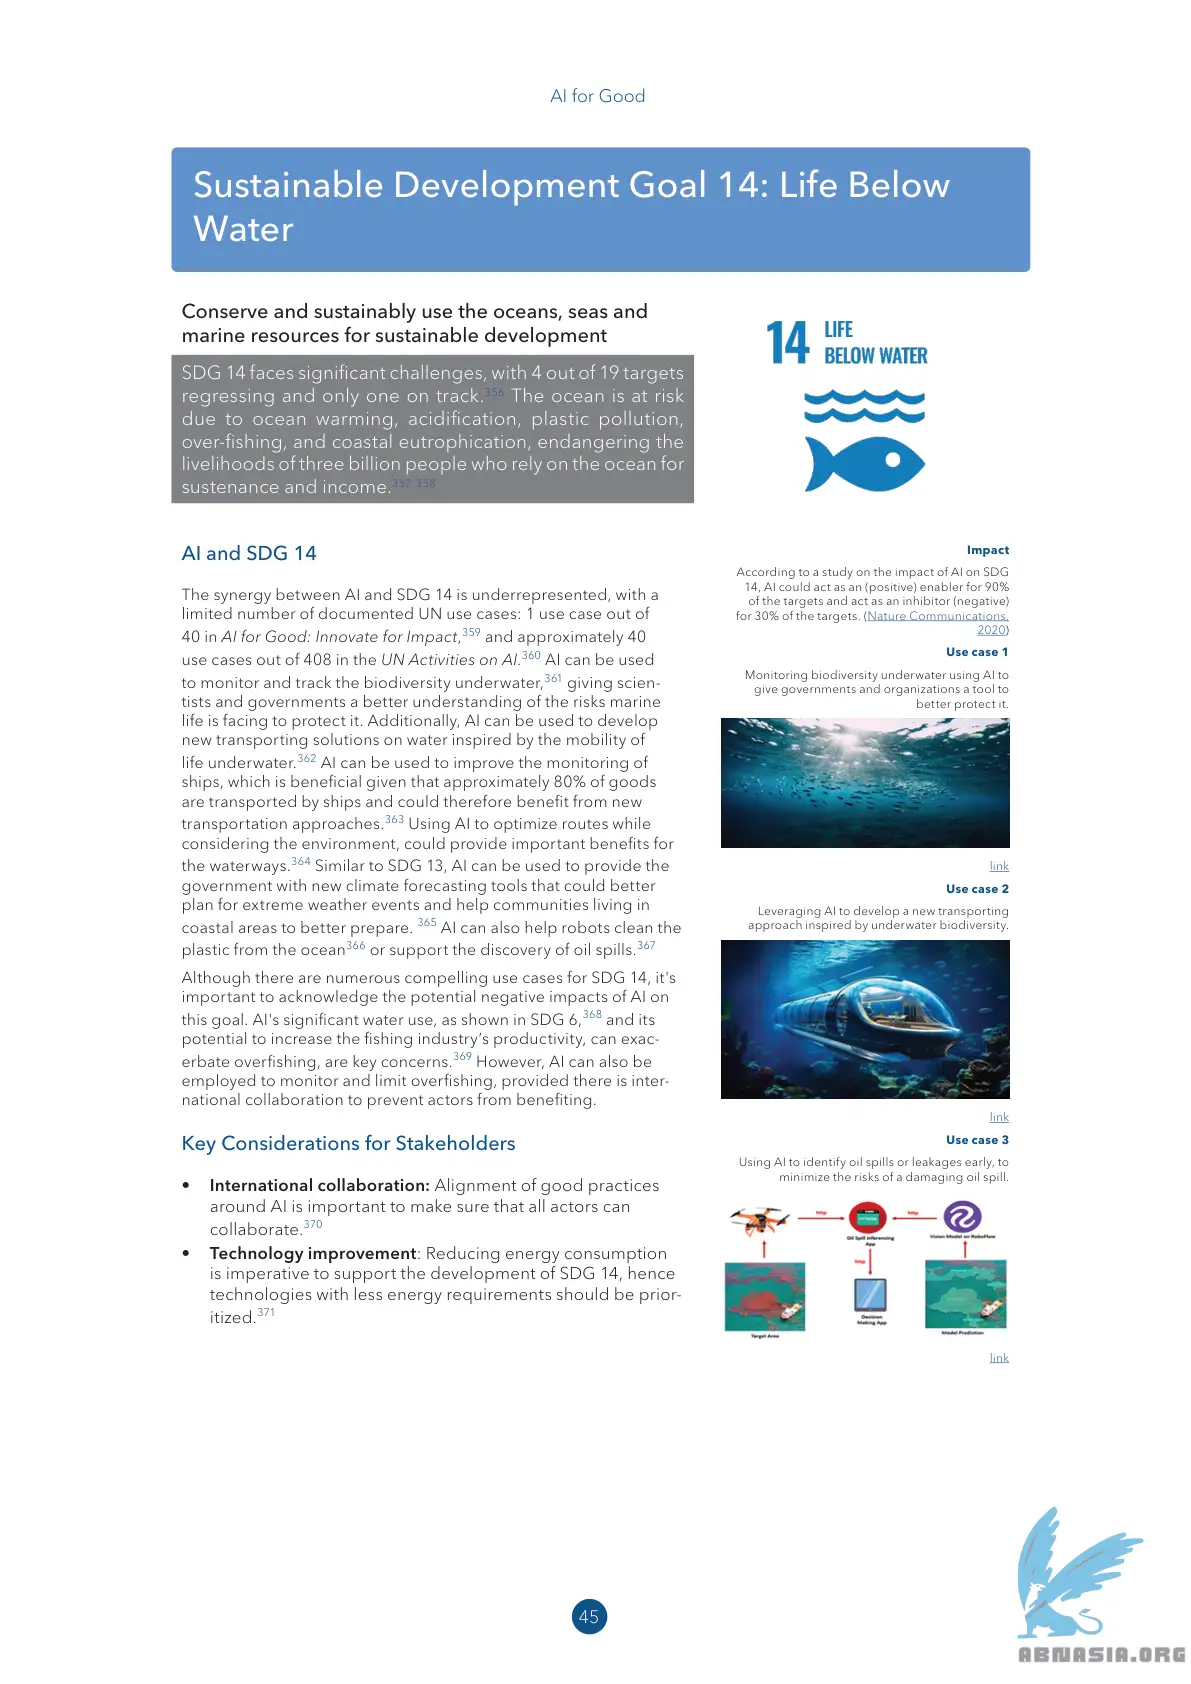 AI for Good
Sustainable Development Goal 14: Life Below
Water
Conserve and sustainably use the oceans, seas and
marine resources for sustainable development
SDG 14 faces significant challenges, with 4 out of 19 targets
regressing and only one on track.356 The ocean is at risk
due to ocean warming, acidification, plastic pollution,
over-fishing, and coastal eutrophication, endangering the
livelihoods of three billion people who rely on the ocean for
sustenance and income.357 358
14 LIFE
BELOW WATER
AI and SDG 14
The synergy between AI and SDG 14 is underrepresented, with a
limited number of documented UN use cases: 1 use case out of
40 in AI for Good: Innovate for Impact,359 and approximately 40
use cases out of 408 in the UN Activities on AI.360 AI can be used
to monitor and track the biodiversity underwater,361 giving scien-
tists and governments a better understanding of the risks marine
life is facing to protect it. Additionally, AI can be used to develop
new transporting solutions on water inspired by the mobility of
life underwater.362 AI can be used to improve the monitoring of
ships, which is beneficial given that approximately 80% of goods
are transported by ships and could therefore benefit from new
transportation approaches.363 Using AI to optimize routes while
considering the environment, could provide important benefits for
the waterways.364 Similar to SDG 13, AI can be used to provide the
government with new climate forecasting tools that could better
plan for extreme weather events and help communities living in
coastal areas to better prepare. 365 AI can also help robots clean the
plastic from the ocean366 or support the discovery of oil spills.367
Although there are numerous compelling use cases for SDG 14, it's
important to acknowledge the potential negative impacts of AI on
this goal. AI's significant water use, as shown in SDG 6,368 and its
potential to increase the fishing industry’s productivity, can exac-
erbate overfishing, are key concerns.369 However, AI can also be
employed to monitor and limit overfishing, provided there is inter-
national collaboration to prevent actors from benefiting.
Key Considerations for Stakeholders
• International collaboration: Alignment of good practices
around AI is important to make sure that all actors can
collaborate.370
• Technology improvement: Reducing energy consumption
is imperative to support the development of SDG 14, hence
technologies with less energy requirements should be prior-
itized.371
Impact
According to a study on the impact of AI on SDG
14, AI could act as an (positive) enabler for 90%
of the targets and act as an inhibitor (negative)
for 30% of the targets. (Nature Communications,
2020)
Use case 1
Monitoring biodiversity underwater using AI to
give governments and organizations a tool to
better protect it.
link
Use case 2
Leveraging AI to develop a new transporting
approach inspired by underwater biodiversity.
link
Use case 3
Using AI to identify oil spills or leakages early, to
minimize the risks of a damaging oil spill.
http
http
Oil Spill Inferencing
App
Vision Model on RoboFlow
http
Decision
Making App
Target Area
Model Prediction
link
45
ABNASIA.ORG